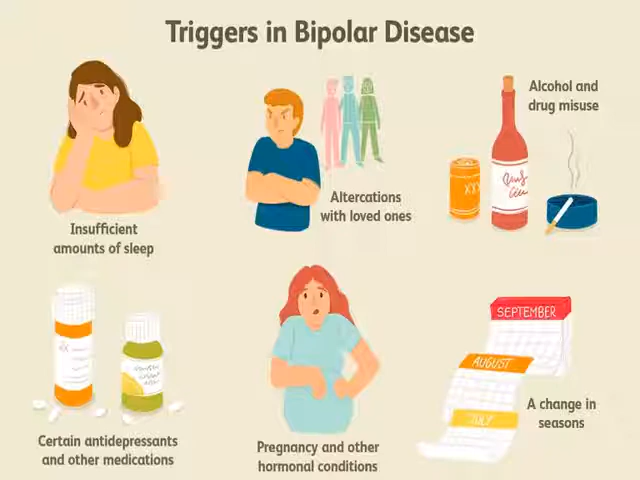 Triggers in Bipolar Disease
Insufficient
amounts of sleep
Altercations
with loved ones
Alcohol and
drug misuse
XX
Certain antidepressants
and other medications
Pregnancy and other
hormonal conditions
SEPTEMBER
AUGUST
JULY
A change in
seasons